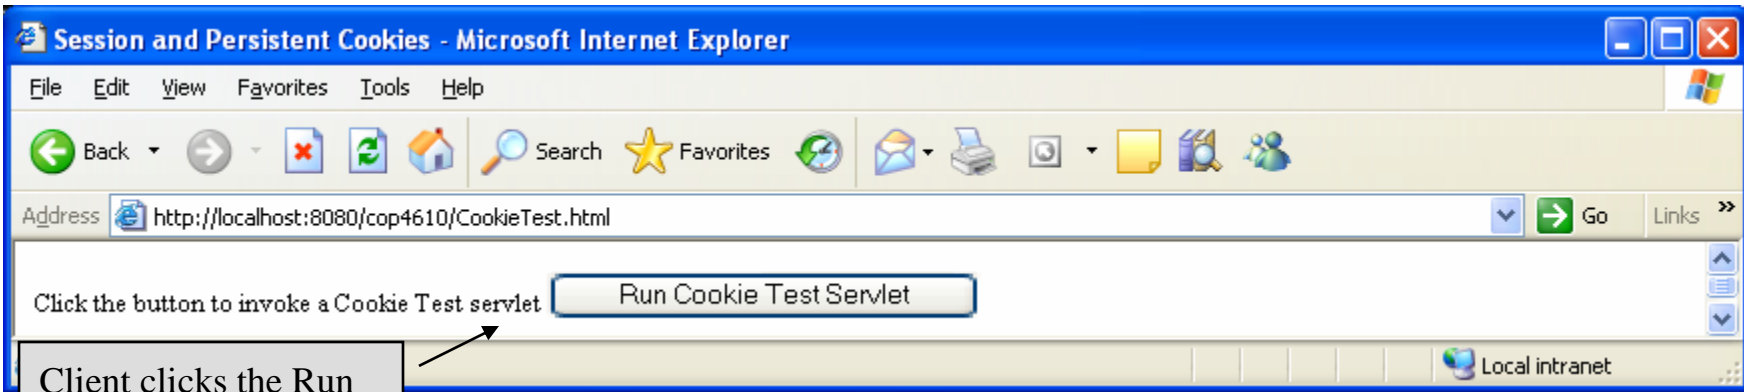 Session and Persistent Cookies - Microsoft Internet Explorer
File Edit View Favorites Tools Help
Back Search Favorites
Address http://localhost:8080/cop4610/CookieTest.html Go Links »
Click the button to invoke a Cookie Test servlet Run Cookie Test Servlet
Client clicks the Run
Local intranet